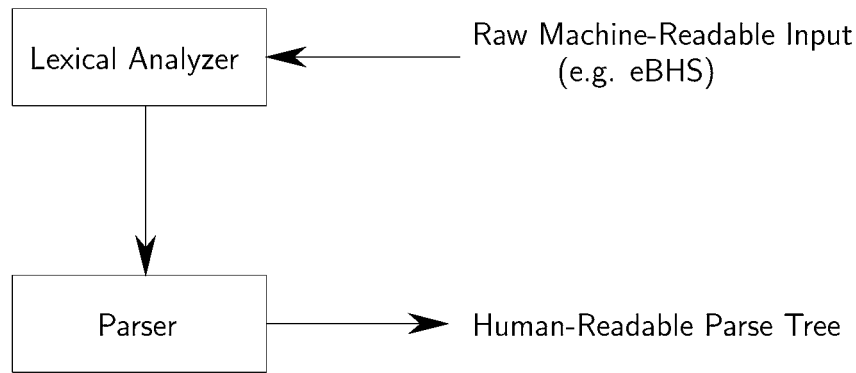 Lexical Analyzer
Raw Machine-Readable Input
(e.g. eBHS)
Parser
Human-Readable Parse Tree